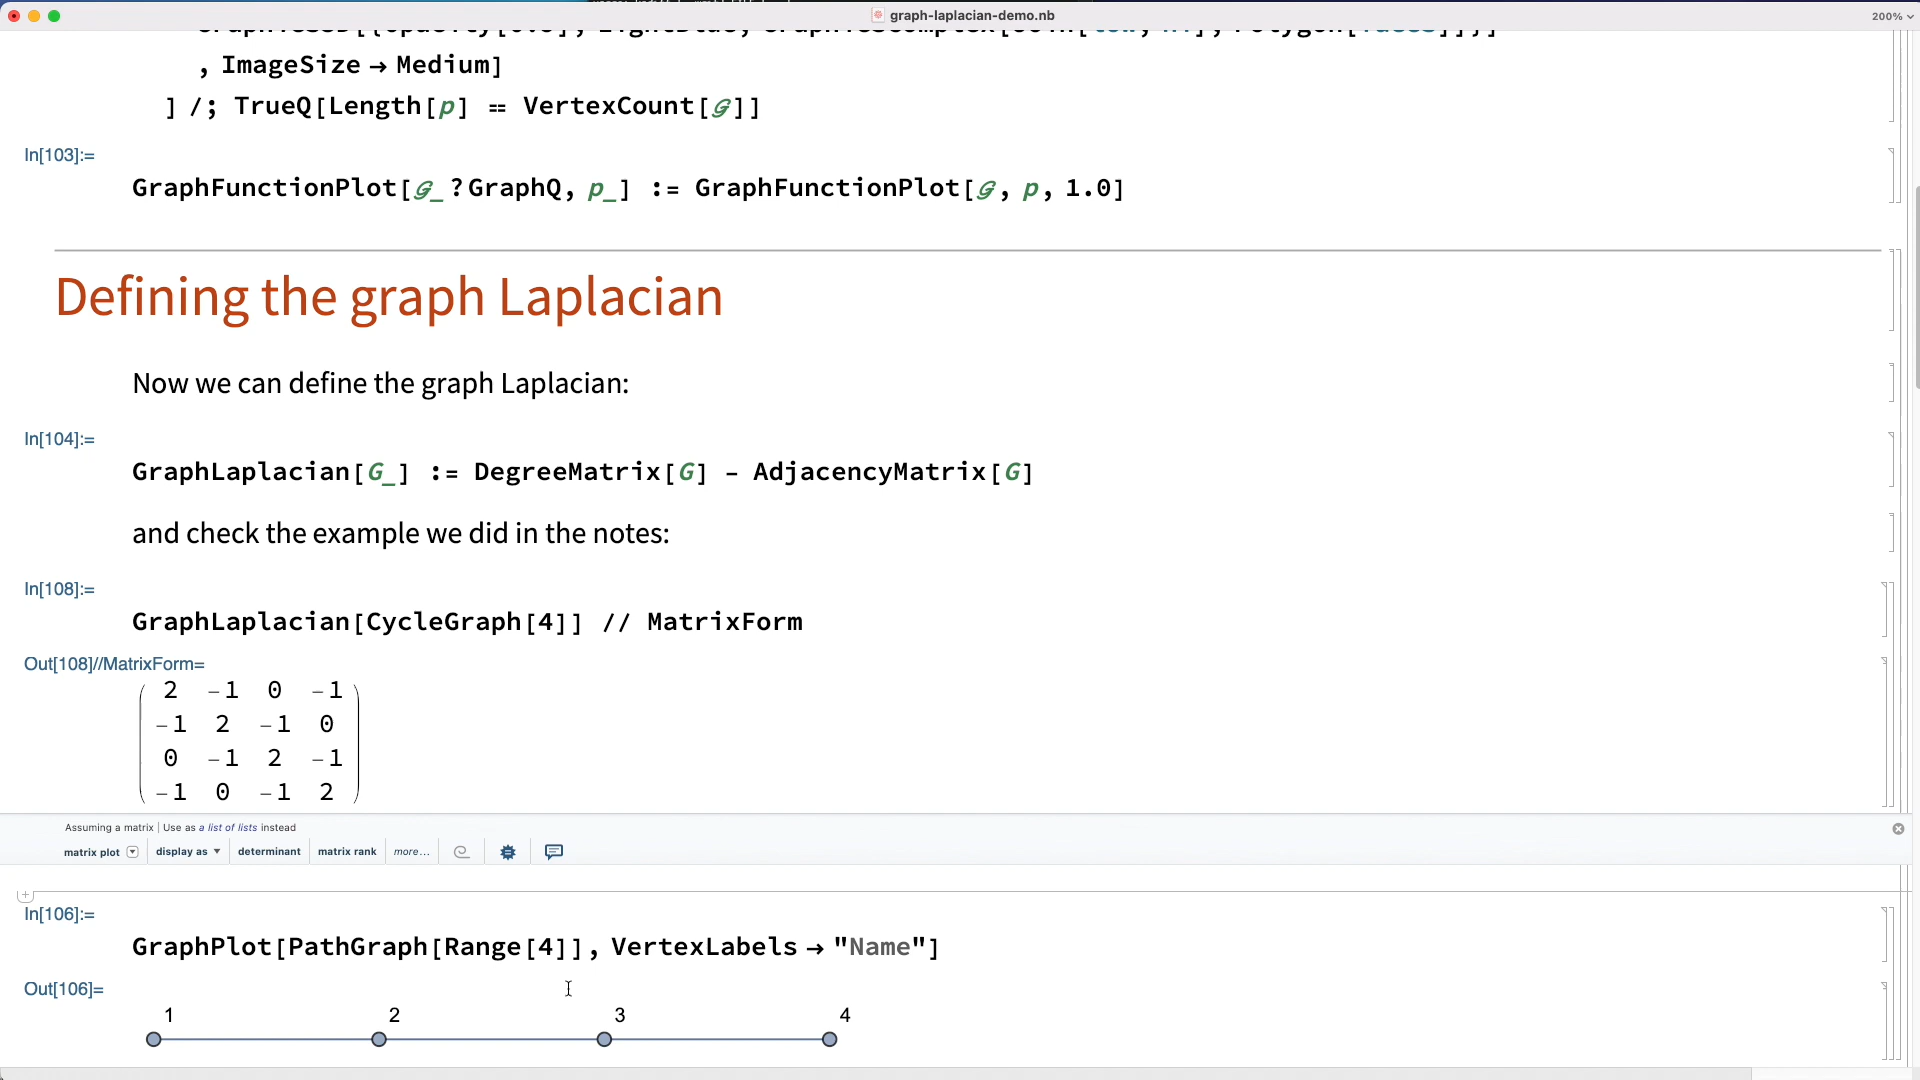 graph-laplacian-demo.nb
200%
, ImageSize → Medium]
] /; TrueQ[Length[p] == VertexCount[g]]
In[103]:=
GraphFunctionPlot[g_?GraphQ, p_] := GraphFunctionPlot[g, p, 1.0]
Defining the graph Laplacian
Now we can define the graph Laplacian:
In[104]:=
GraphLaplacian[G_] := DegreeMatrix[G] - AdjacencyMatrix[G]
and check the example we did in the notes:
In[108]:=
GraphLaplacian[CycleGraph[4]] // MatrixForm
Out[108]//MatrixForm=
2 -1 0 -1
-1 2 -1 0
0 -1 2 -1
-1 0 -1 2
Assuming a matrix | Use as a list of lists instead
matrix plot display as determinant matrix rank more...
In[106]:=
GraphPlot[PathGraph[Range[4]], VertexLabels → "Name"]
Out[106]=
1 2 3 4